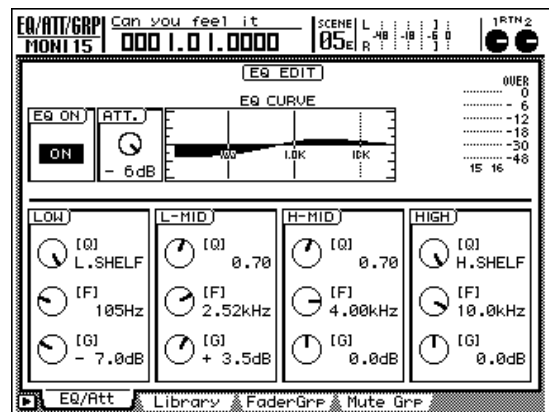 EQ/ATT/GRP Can you feel it SCENE L -48 -18 -6 0 1 RTN 2
MONI 15 000 1.0 1.0000 05E R
EQ EDIT
OVER
0
- 6
-12
-18
-30
-48
15 16
EQ CURVE
EQ ON ATT.
ON
- 6dB
100 1.0K 10K
LOW L-MID H-MID HIGH
[Q] [Q] [Q] [Q]
L.SHELF 0.70 0.70 H.SHELF
[F] [F] [F] [F]
105Hz 2.52kHz 4.00kHz 10.0kHz
[G] [G] [G] [G]
- 7.0dB + 3.5dB 0.0dB 0.0dB
EQ/Att Library FaderGrp Mute Grp